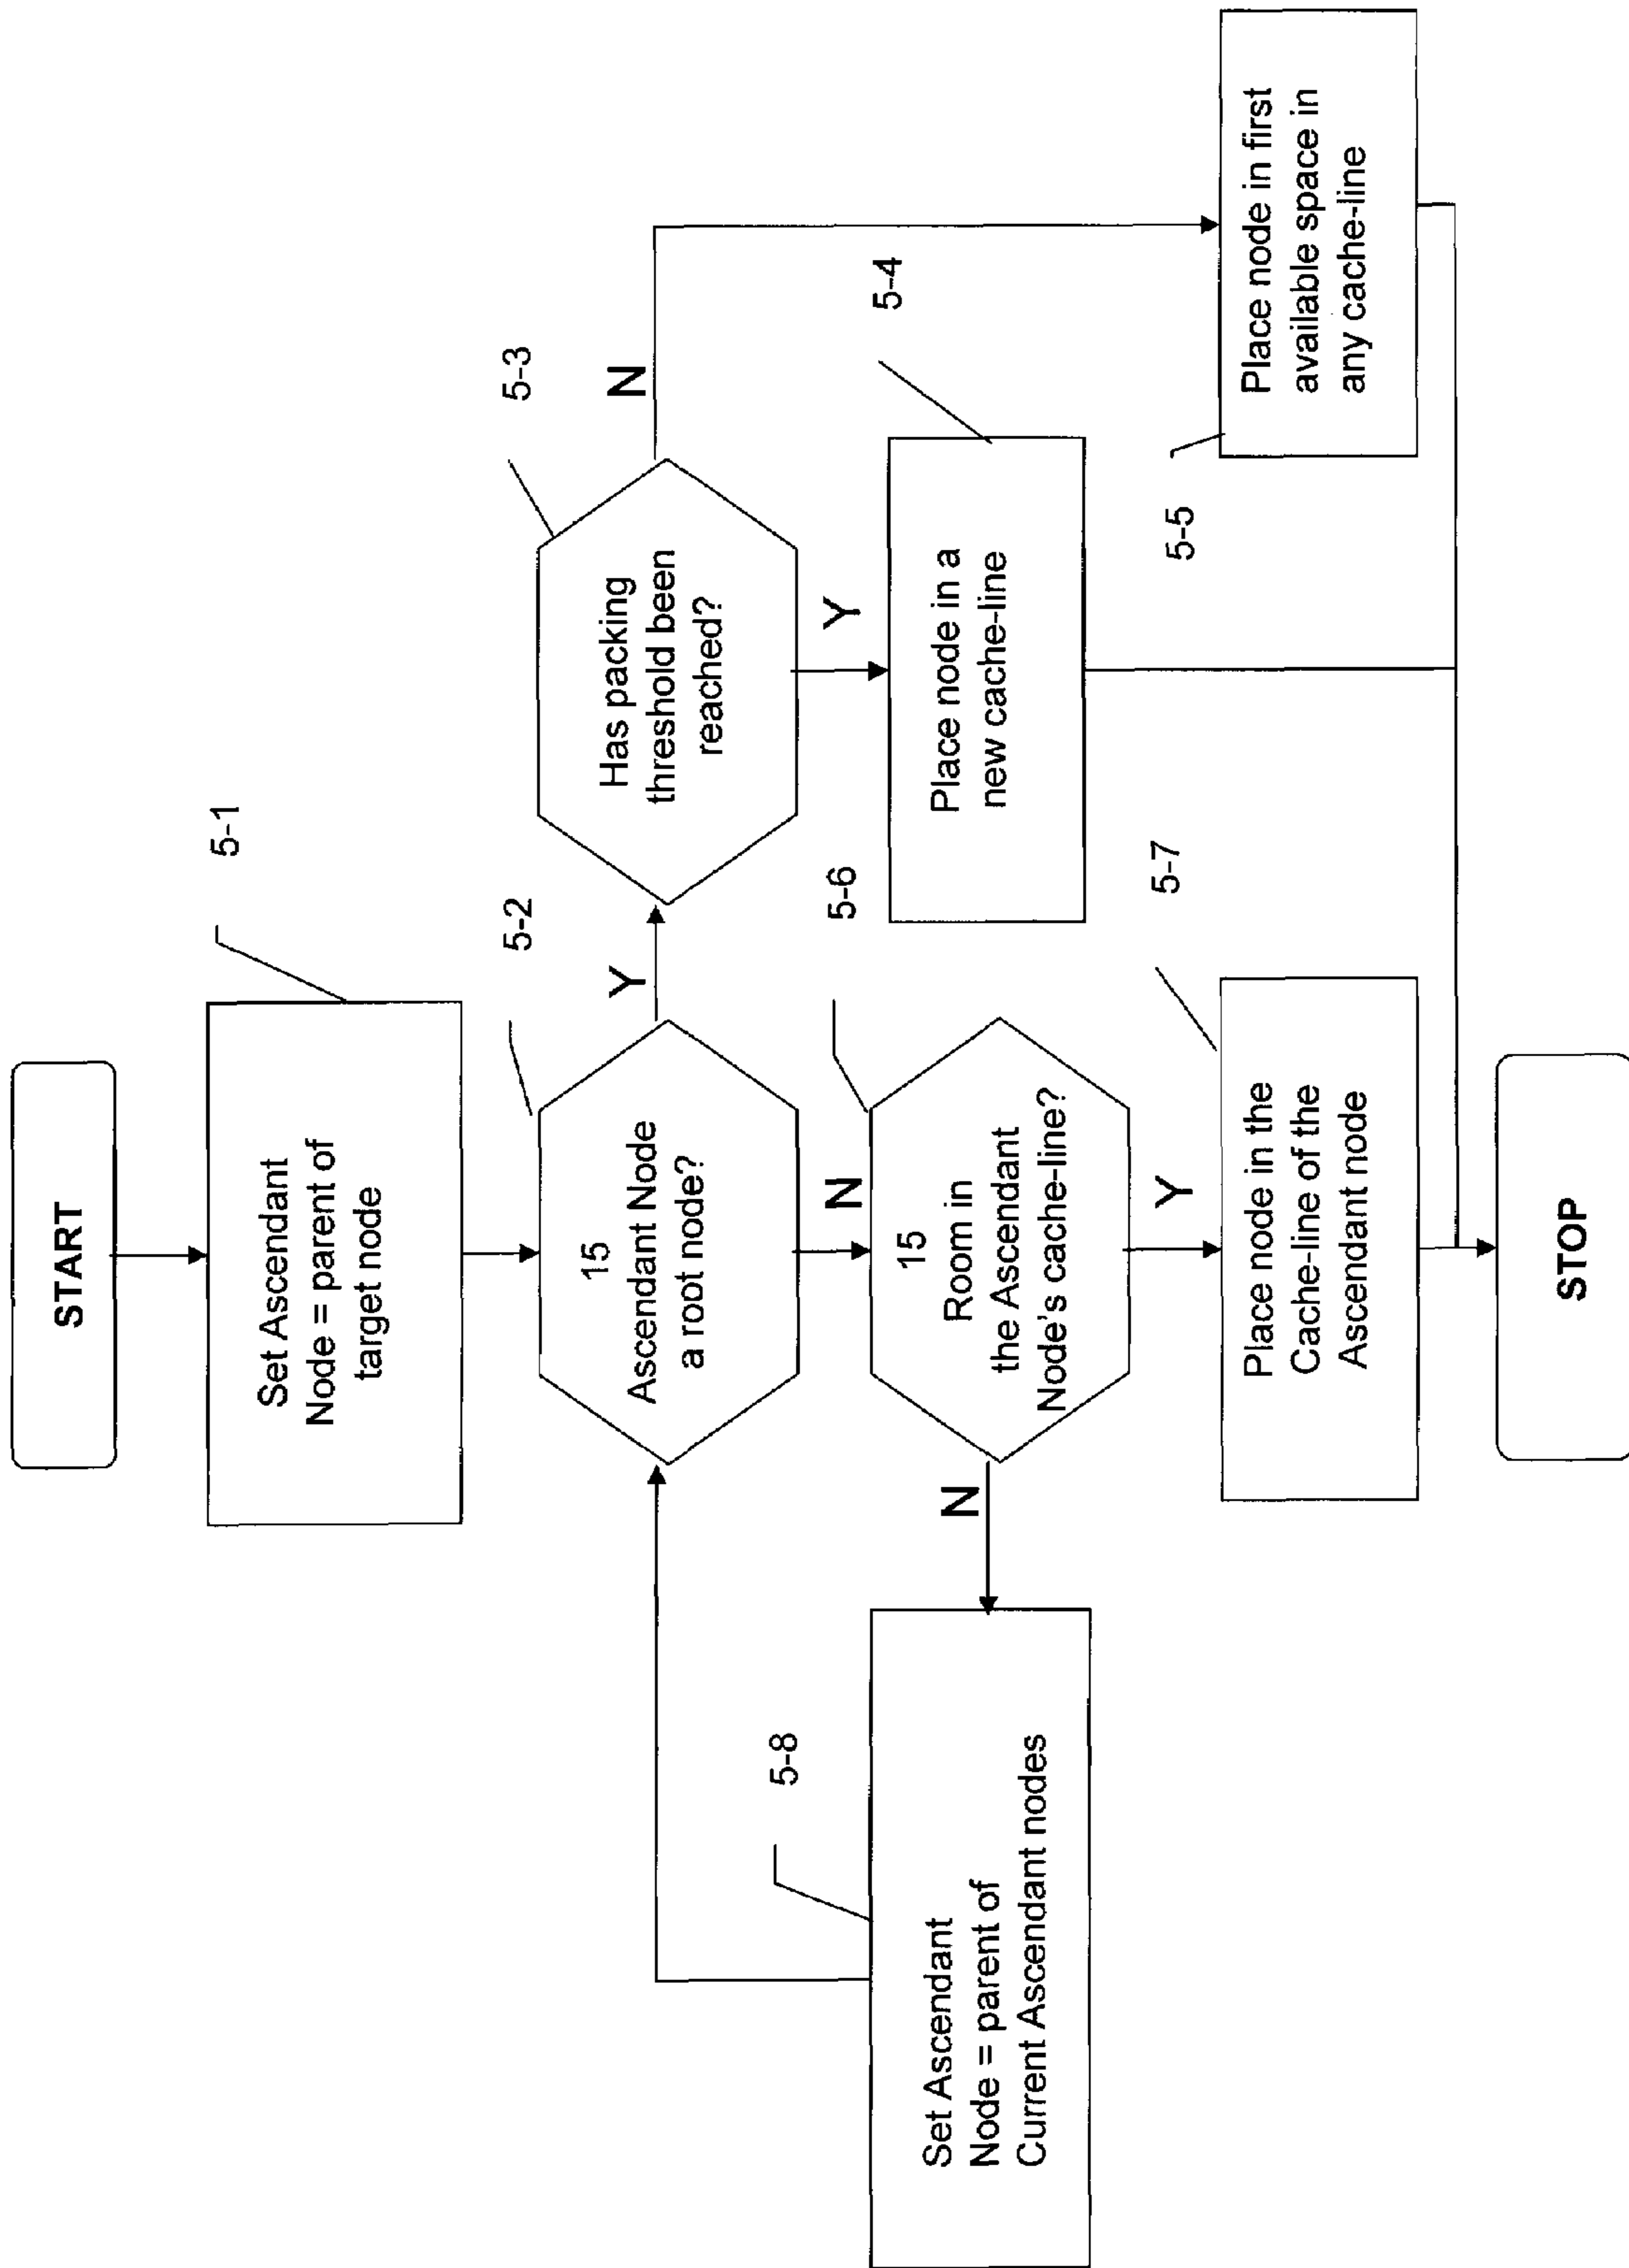 START
5-1
Set Ascendant
Node = parent of
target node
5-2
15
Ascendant Node
a root node?
Y
5-3
Has packing
threshold been
reached?
N
Y
5-4
Place node in a
new cache-line
5-5
Place node in first
available space in
any cache-line
N
5-6
15
Room in
the Ascendant
Node's cache-line?
N
5-8
Set Ascendant
Node = parent of
Current Ascendant nodes
Y
5-7
Place node in the
Cache-line of the
Ascendant node
STOP